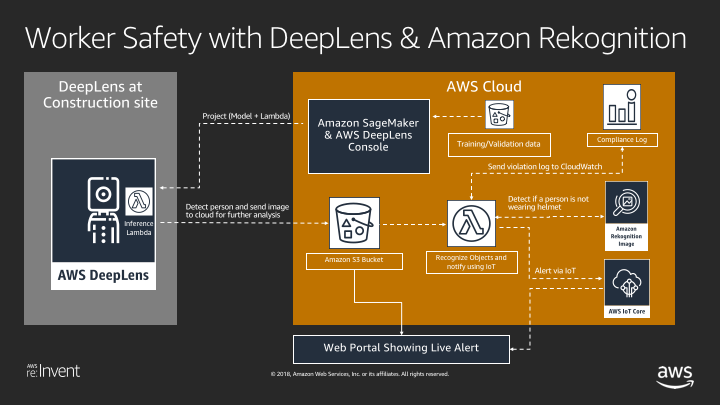 Worker Safety with DeepLens & Amazon Rekognition
DeepLens at
Construction site
AWS Cloud
Project (Model + Lambda)
Amazon SageMaker
& AWS DeepLens
Console
Training/Validation data
Compliance Log
Send violation log to CloudWatch
Inference
Lambda
AWS DeepLens
Detect person and send image
to cloud for further analysis
Detect if a person is not
wearing helmet
Amazon
Rekognition
Image
Amazon S3 Bucket
Recognize Objects and
notify using IoT
Alert via IoT
AWS IoT Core
Web Portal Showing Live Alert
AWS
re:Invent
© 2018, Amazon Web Services, Inc. or its affiliates. All rights reserved.
aws